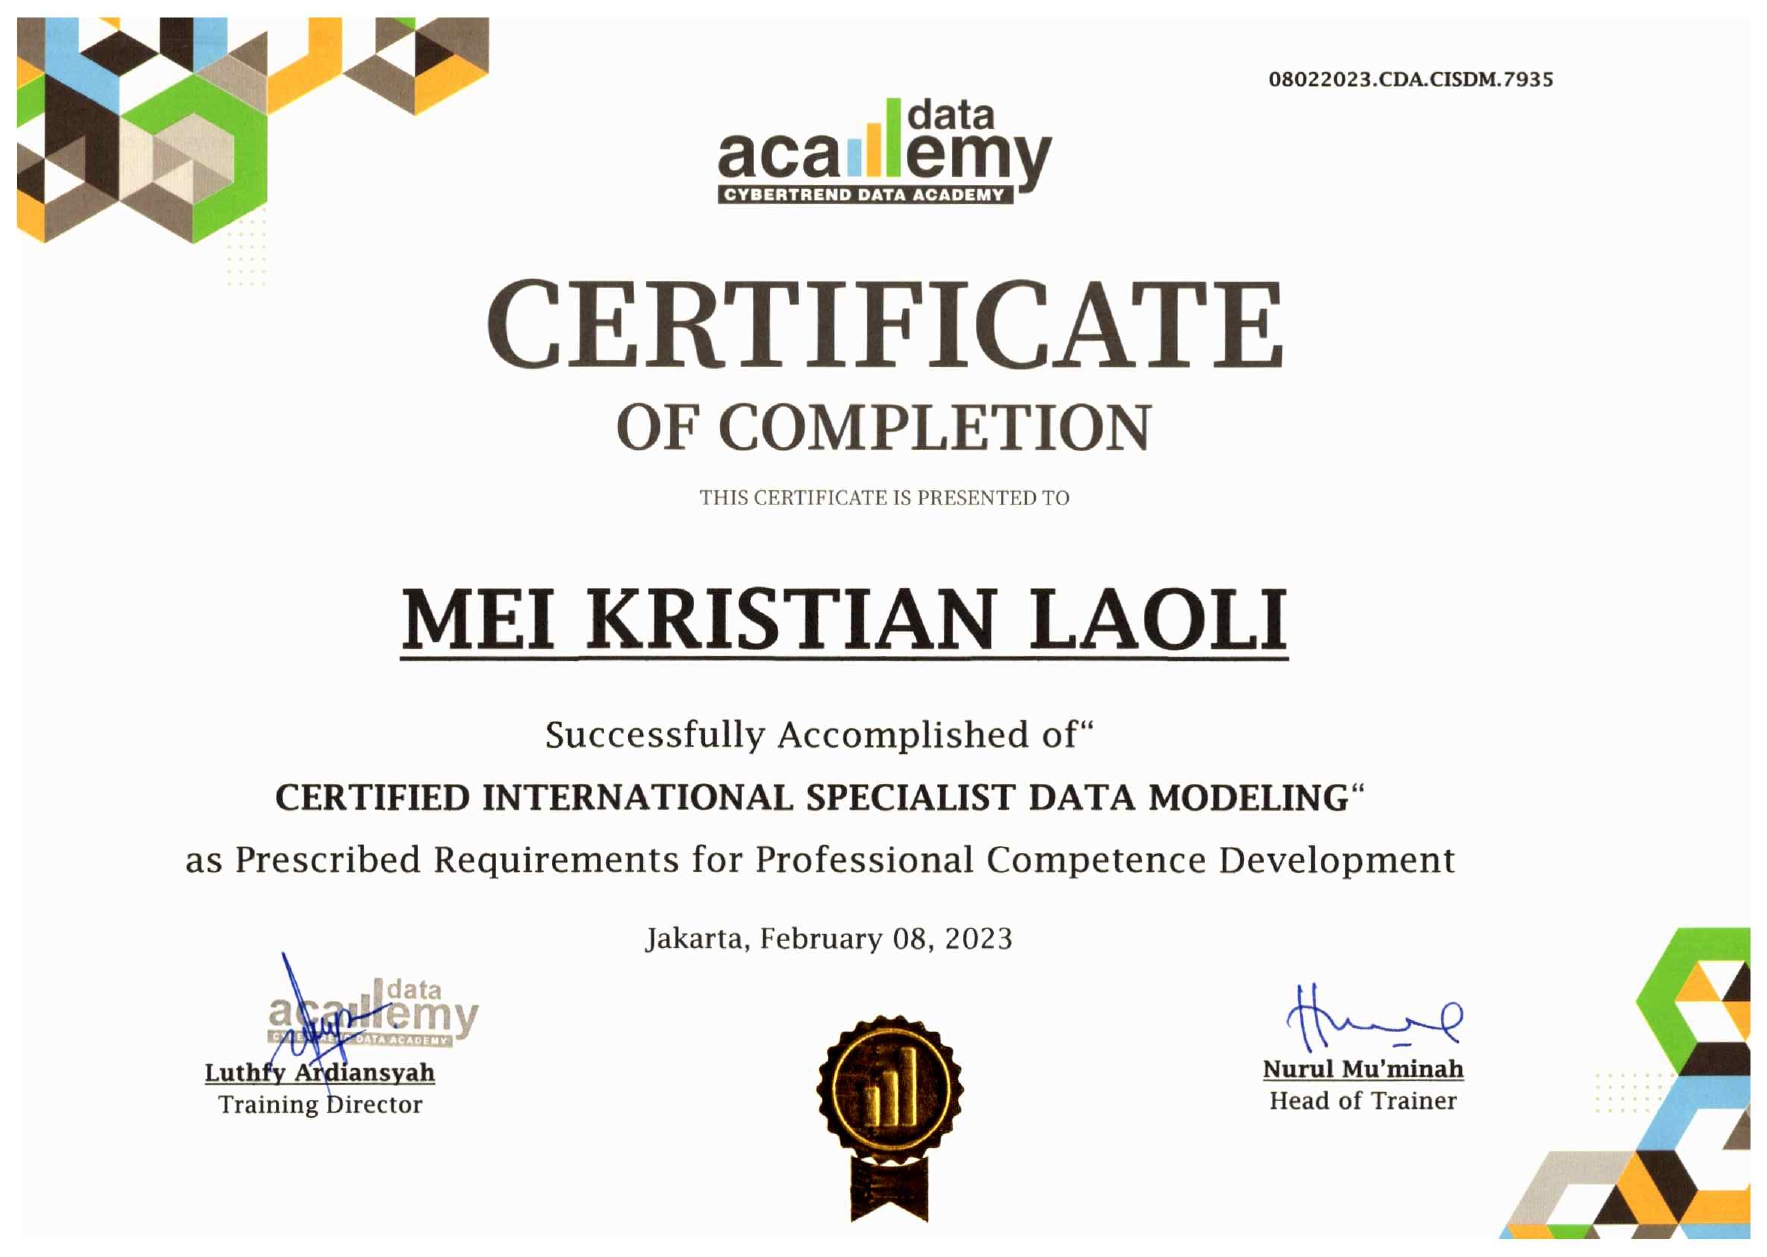 08022023.CDA.CISDM.7935
data
academy
CYBERTREND DATA ACADEMY
CERTIFICATE
OF COMPLETION
THIS CERTIFICATE IS PRESENTED TO
MEI KRISTIAN LAOLI
Successfully Accomplished of“
CERTIFIED INTERNATIONAL SPECIALIST DATA MODELING“
as Prescribed Requirements for Professional Competence Development
Jakarta, February 08, 2023
data
academy
CYBERTREND DATA ACADEMY
Luthfy Ardiansyah
Training Director
Nurul Mu'minah
Head of Trainer